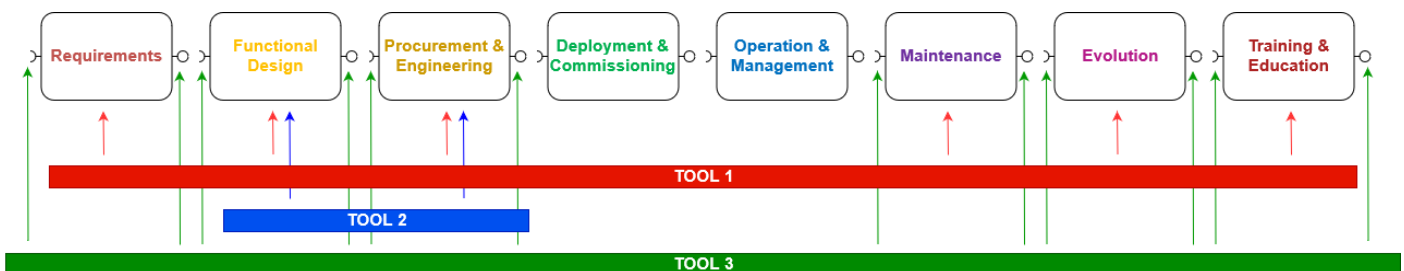 Requirements
Functional
Design
Procurement &
Engineering
Deployment &
Commissioning
Operation &
Management
Maintenance
Evolution
Training &
Education
TOOL 1
TOOL 2
TOOL 3